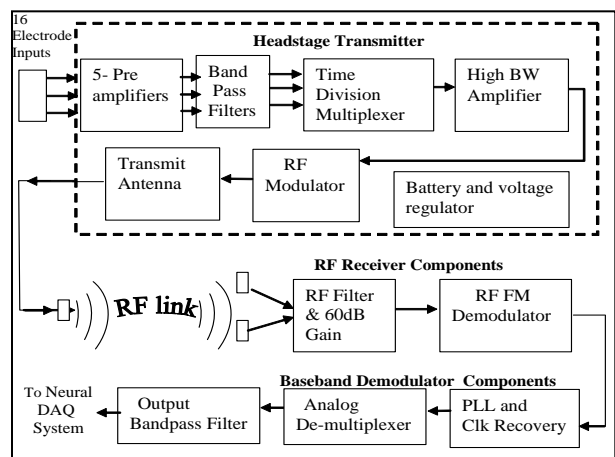 16
Electrode
Inputs
Headstage Transmitter
5- Pre
amplifiers
Band
Pass
Filters
Time
Division
Multiplexer
High BW
Amplifier
Transmit
Antenna
RF
Modulator
Battery and voltage
regulator
RF Receiver Components
RF link
RF Filter
& 60dB
Gain
RF FM
Demodulator
Baseband Demodulator Components
To Neural
DAQ
System
Output
Bandpass Filter
Analog
De-multiplexer
PLL and
Clk Recovery